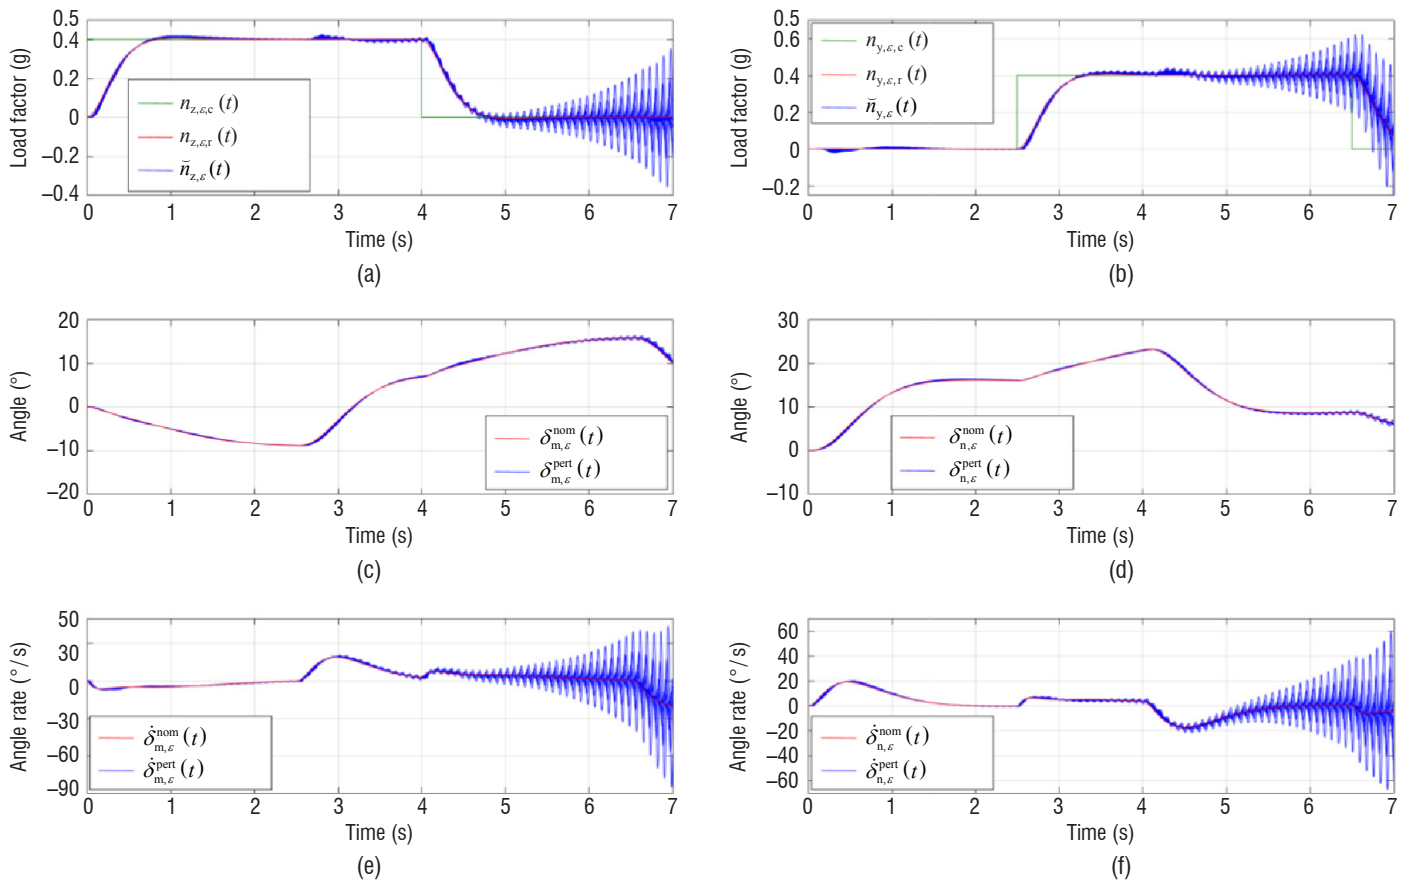 0.5
0.4
0.2
0
–0.2
–0.4
Load factor (g)
n z,ε,c (t)
n z,ε,r (t)
n̆ z,ε (t)
0 1 2 3 4 5 6 7
Time (s)
(a)
0.5
0.6
0.4
0.2
0
–0.2
Load factor (g)
n y,ε,c (t)
n y,ε,r (t)
n̆ y,ε (t)
0 1 2 3 4 5 6 7
Time (s)
(b)
20
10
0
–10
–20
Angle (°)
δ nom m,ε (t)
δ pert m,ε (t)
0 1 2 3 4 5 6 7
Time (s)
(c)
30
20
10
0
–10
Angle (°)
δ nom n,ε (t)
δ pert n,ε (t)
0 1 2 3 4 5 6 7
Time (s)
(d)
50
30
0
–30
–60
–90
Angle rate (°/ s)
δ̇ nom m,ε (t)
δ̇ pert m,ε (t)
0 1 2 3 4 5 6 7
Time (s)
(e)
60
40
20
0
–20
–40
–60
Angle rate (°/ s)
δ̇ nom n,ε (t)
δ̇ pert n,ε (t)
0 1 2 3 4 5 6 7
Time (s)
(f)